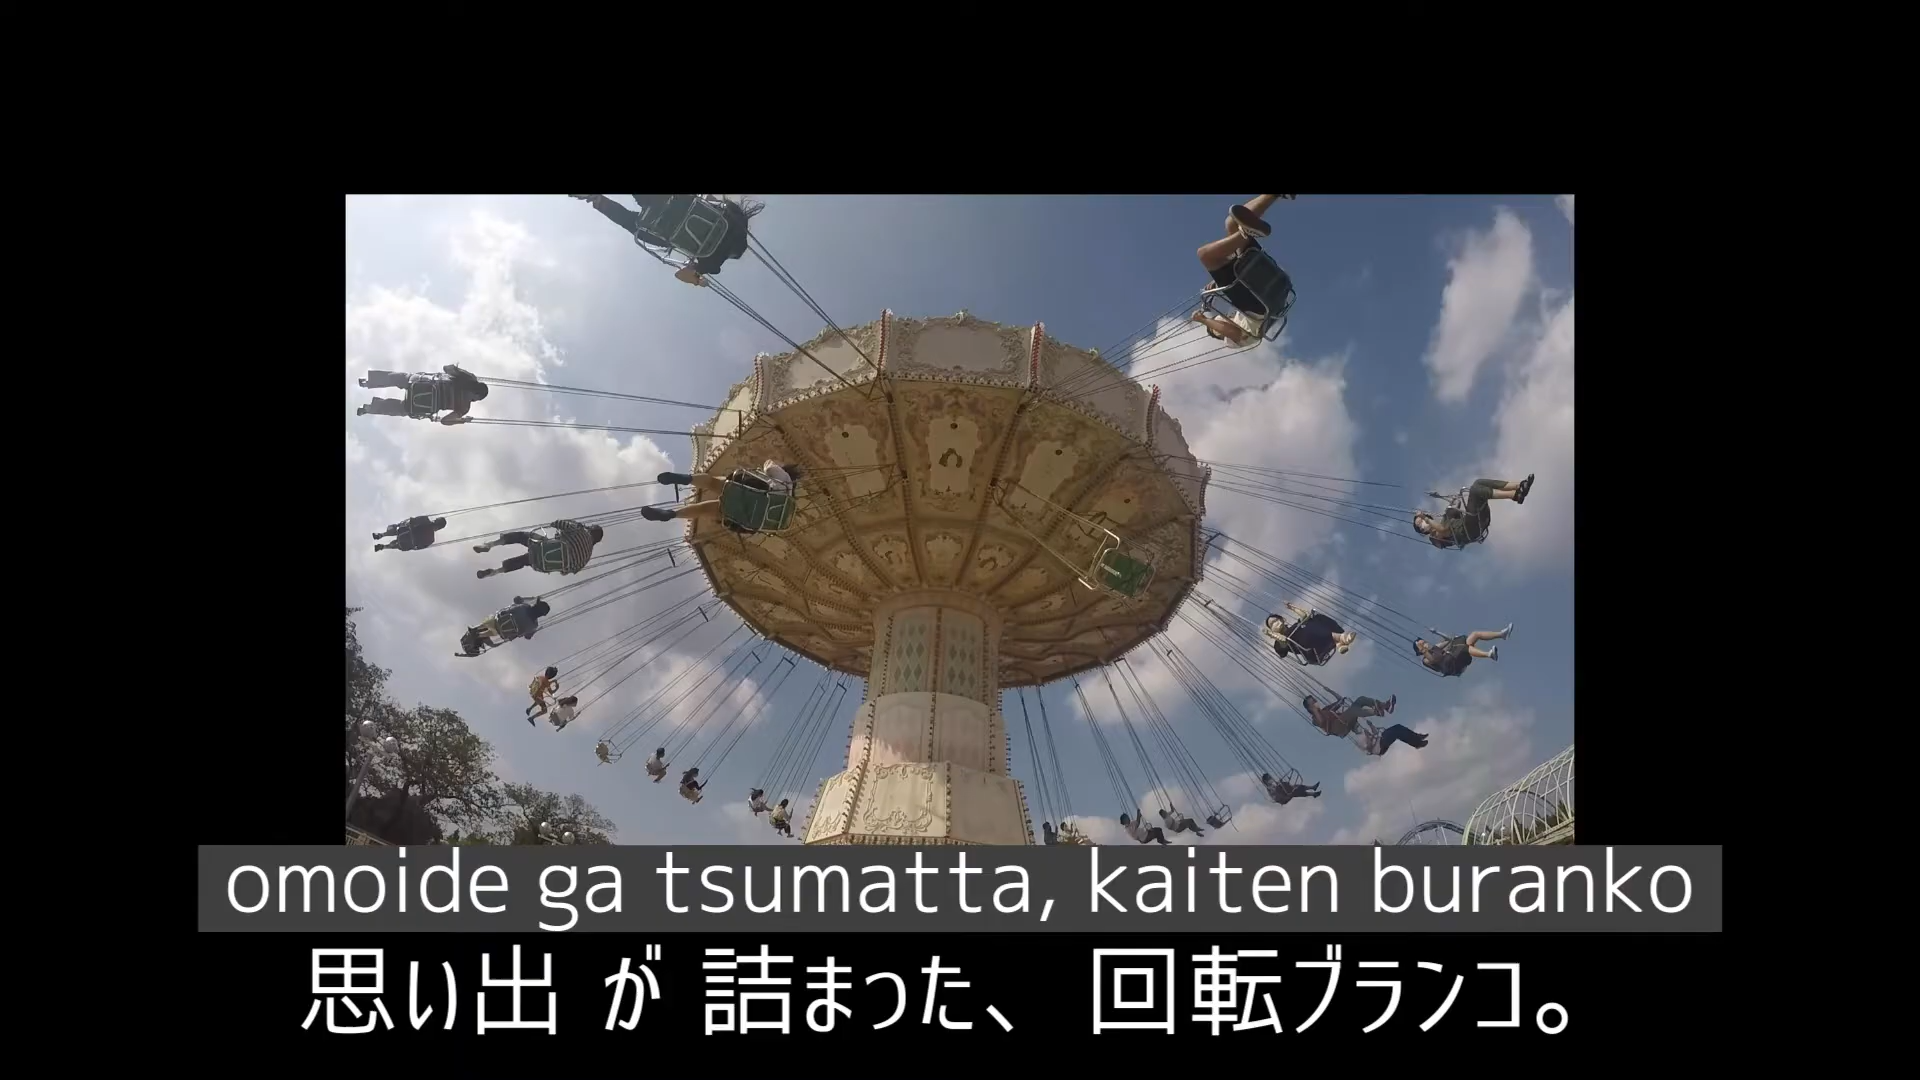 omoide ga tsumatta, kaiten buranko
思い出 が 詰まった、 回転ブランコ。